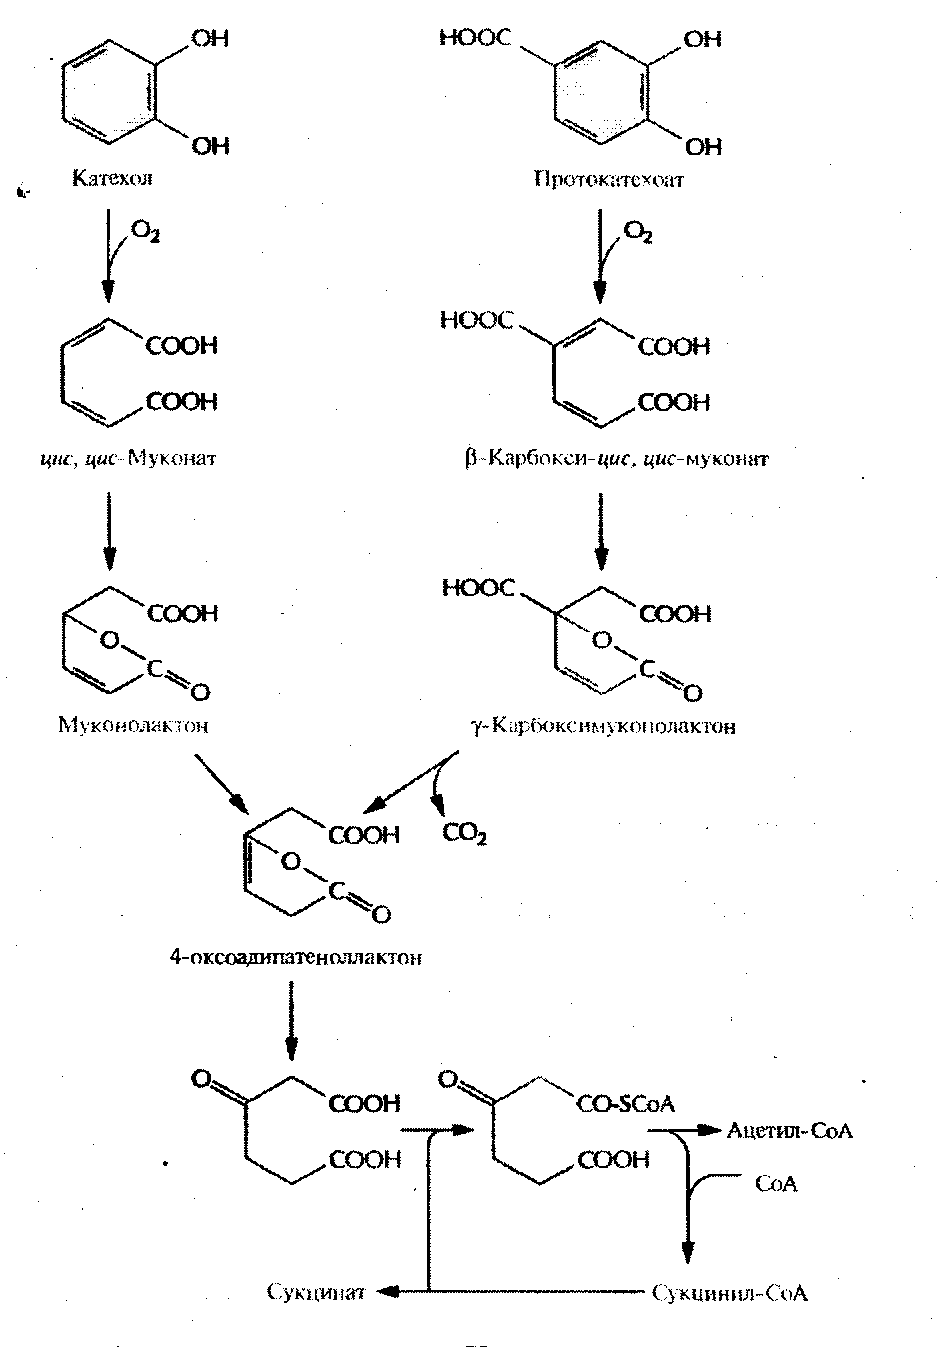 OH HOOC OH
OH OH
Катехол Протокатехоат
O₂ O₂
HOOC
COOH COOH
COOH COOH
цис, цис-Муконат β-Карбокси-цис, цис-муконат
HOOC
COOH COOH
O O
C C
O O
Муконолактон γ-Карбоксимуконолактон
COOH CO₂
O
C
O
4-оксоадипатеноллактон
O O
COOH CO-SCoA
Ацетил-CoA
COOH COOH
CoA
Сукцинат Сукцинил-CoA